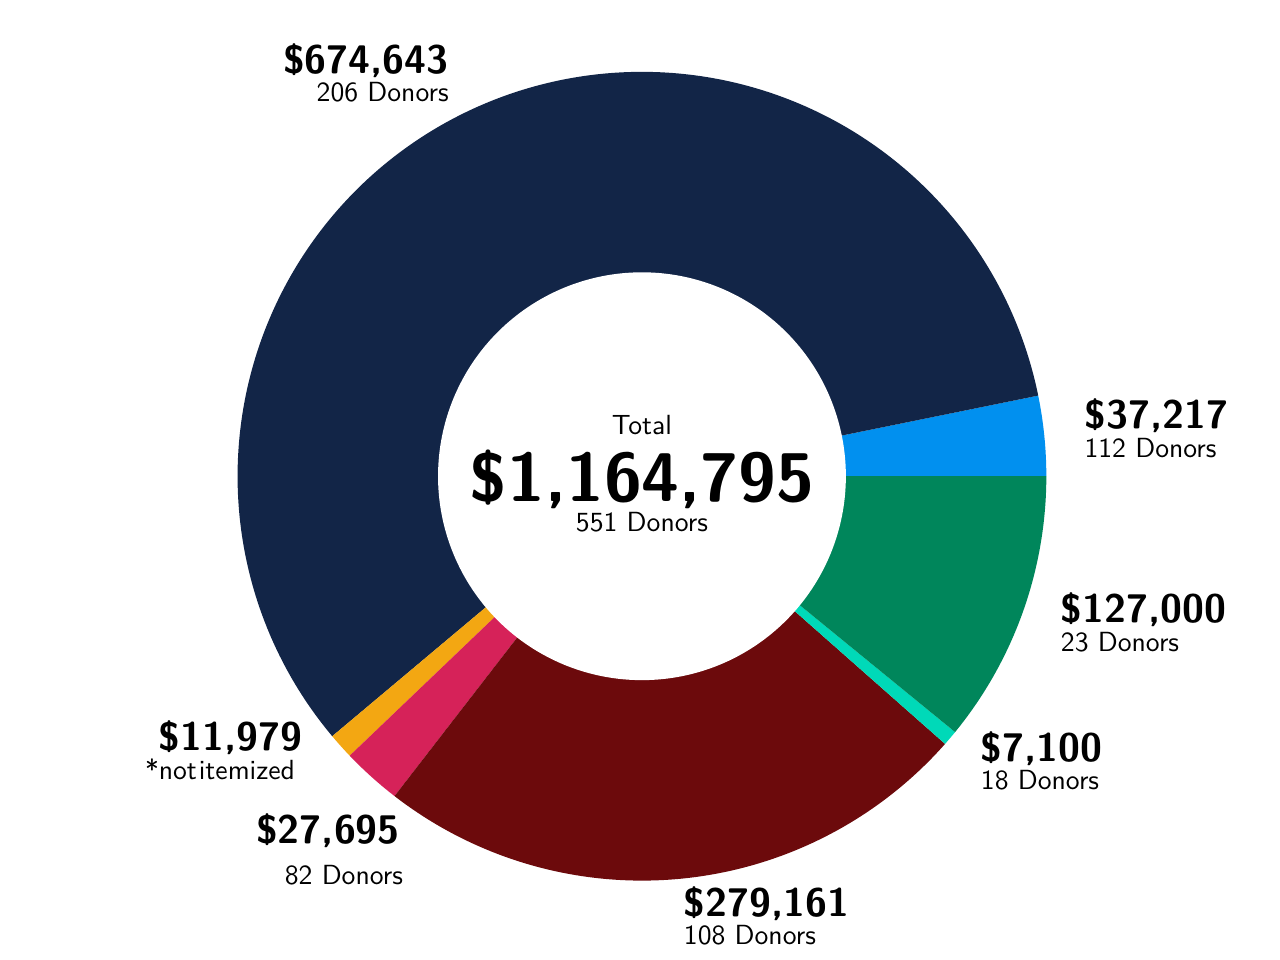 $674,643
206 Donors
$37,217
112 Donors
Total
$1,164,795
551 Donors
$127,000
23 Donors
$7,100
18 Donors
$11,979
*notitemized
$27,695
82 Donors
$279,161
108 Donors